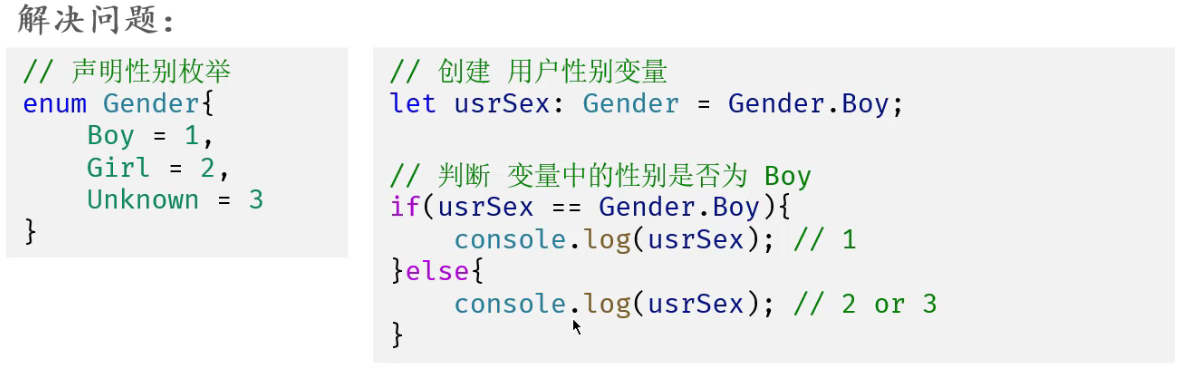 解决问题：
// 声明性别枚举
enum Gender{
    Boy = 1,
    Girl = 2,
    Unknown = 3
}
// 创建 用户性别变量
let usrSex: Gender = Gender.Boy;
// 判断 变量中的性别是否为 Boy
if(usrSex == Gender.Boy){
    console.log(usrSex); // 1
}else{
    console.log(usrSex); // 2 or 3
}